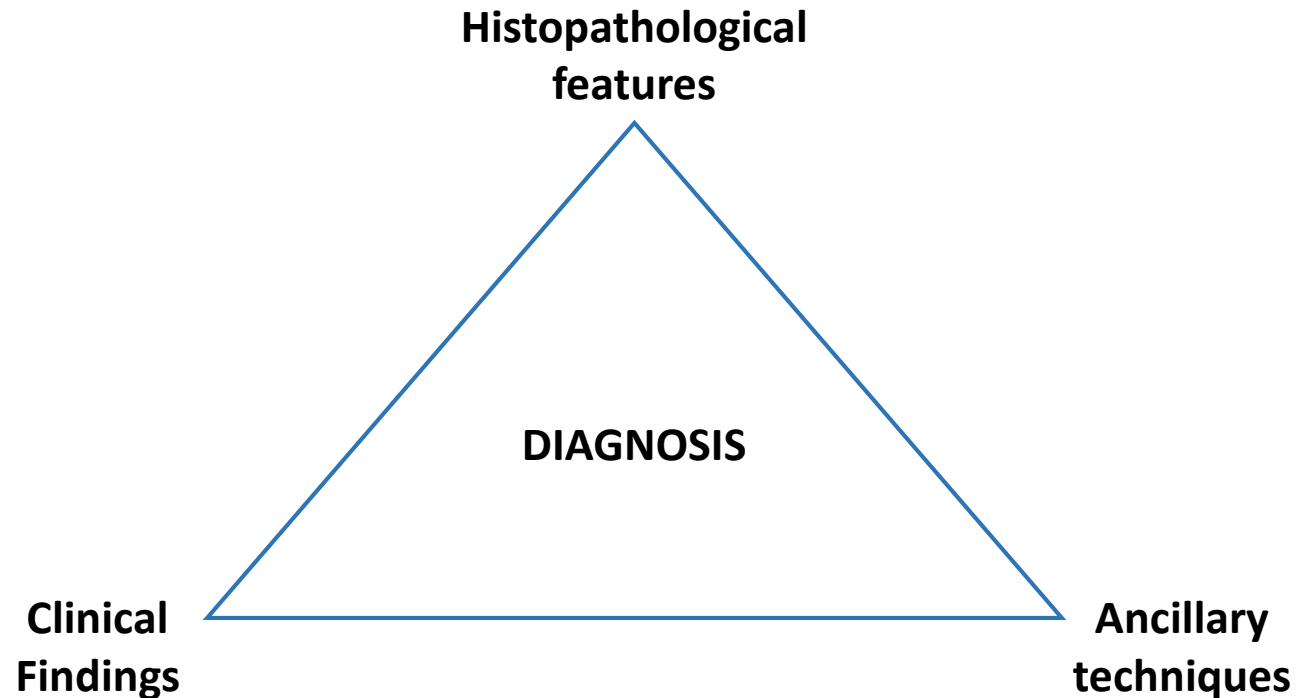 Histopathological
features
DIAGNOSIS
Clinical
Findings
Ancillary
techniques